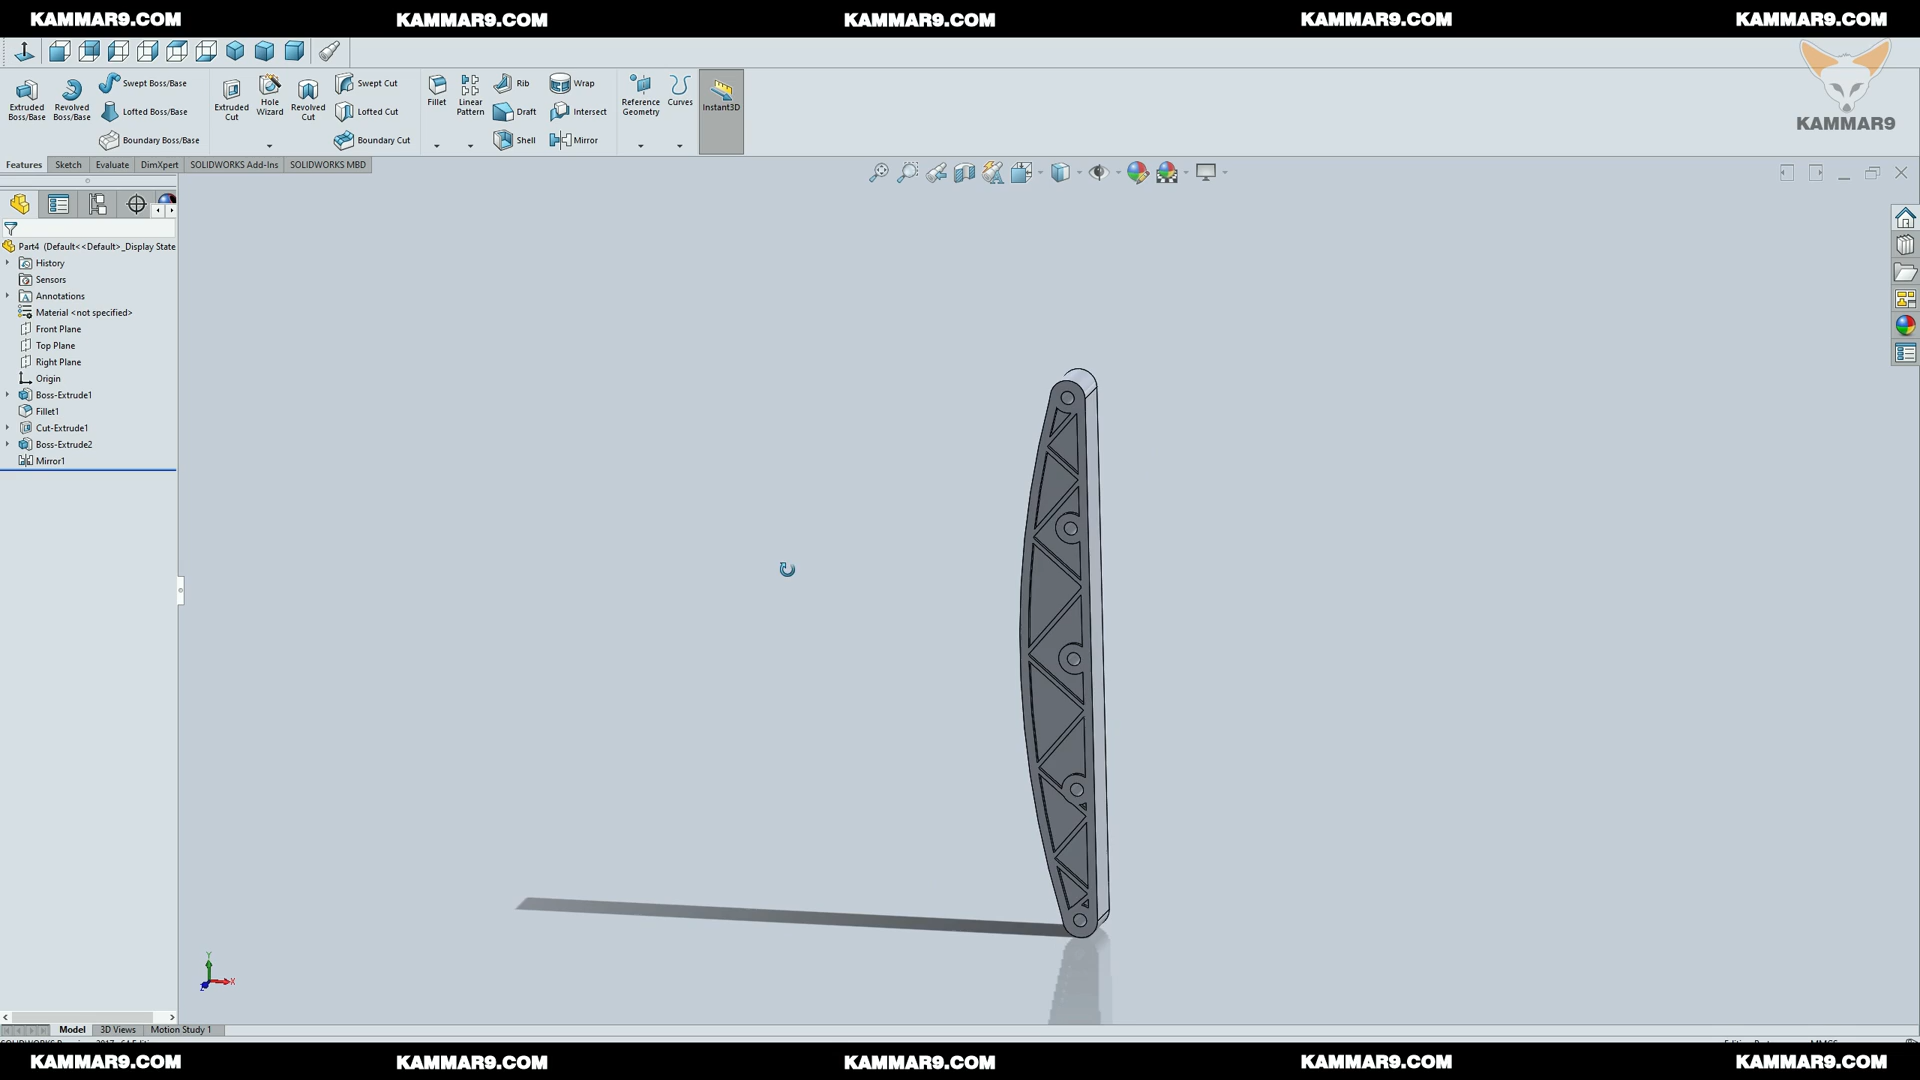 KAMMAR9.COM KAMMAR9.COM KAMMAR9.COM KAMMAR9.COM KAMMAR9.COM
KAMMAR9
Extruded Boss/Base
Revolved Boss/Base
Swept Boss/Base
Lofted Boss/Base
Boundary Boss/Base
Extruded Cut
Hole Wizard
Revolved Cut
Swept Cut
Lofted Cut
Boundary Cut
Fillet
Linear Pattern
Rib
Draft
Shell
Wrap
Intersect
Mirror
Reference Geometry
Curves
Instant3D
Features Sketch Evaluate DimXpert SOLIDWORKS Add-Ins SOLIDWORKS MBD
Part4 (Default<<Default>_Display State
History
Sensors
Annotations
Material <not specified>
Front Plane
Top Plane
Right Plane
Origin
Boss-Extrude1
Fillet1
Cut-Extrude1
Boss-Extrude2
Mirror1
Y
X
Z
Model 3D Views Motion Study 1
KAMMAR9.COM KAMMAR9.COM KAMMAR9.COM KAMMAR9.COM KAMMAR9.COM